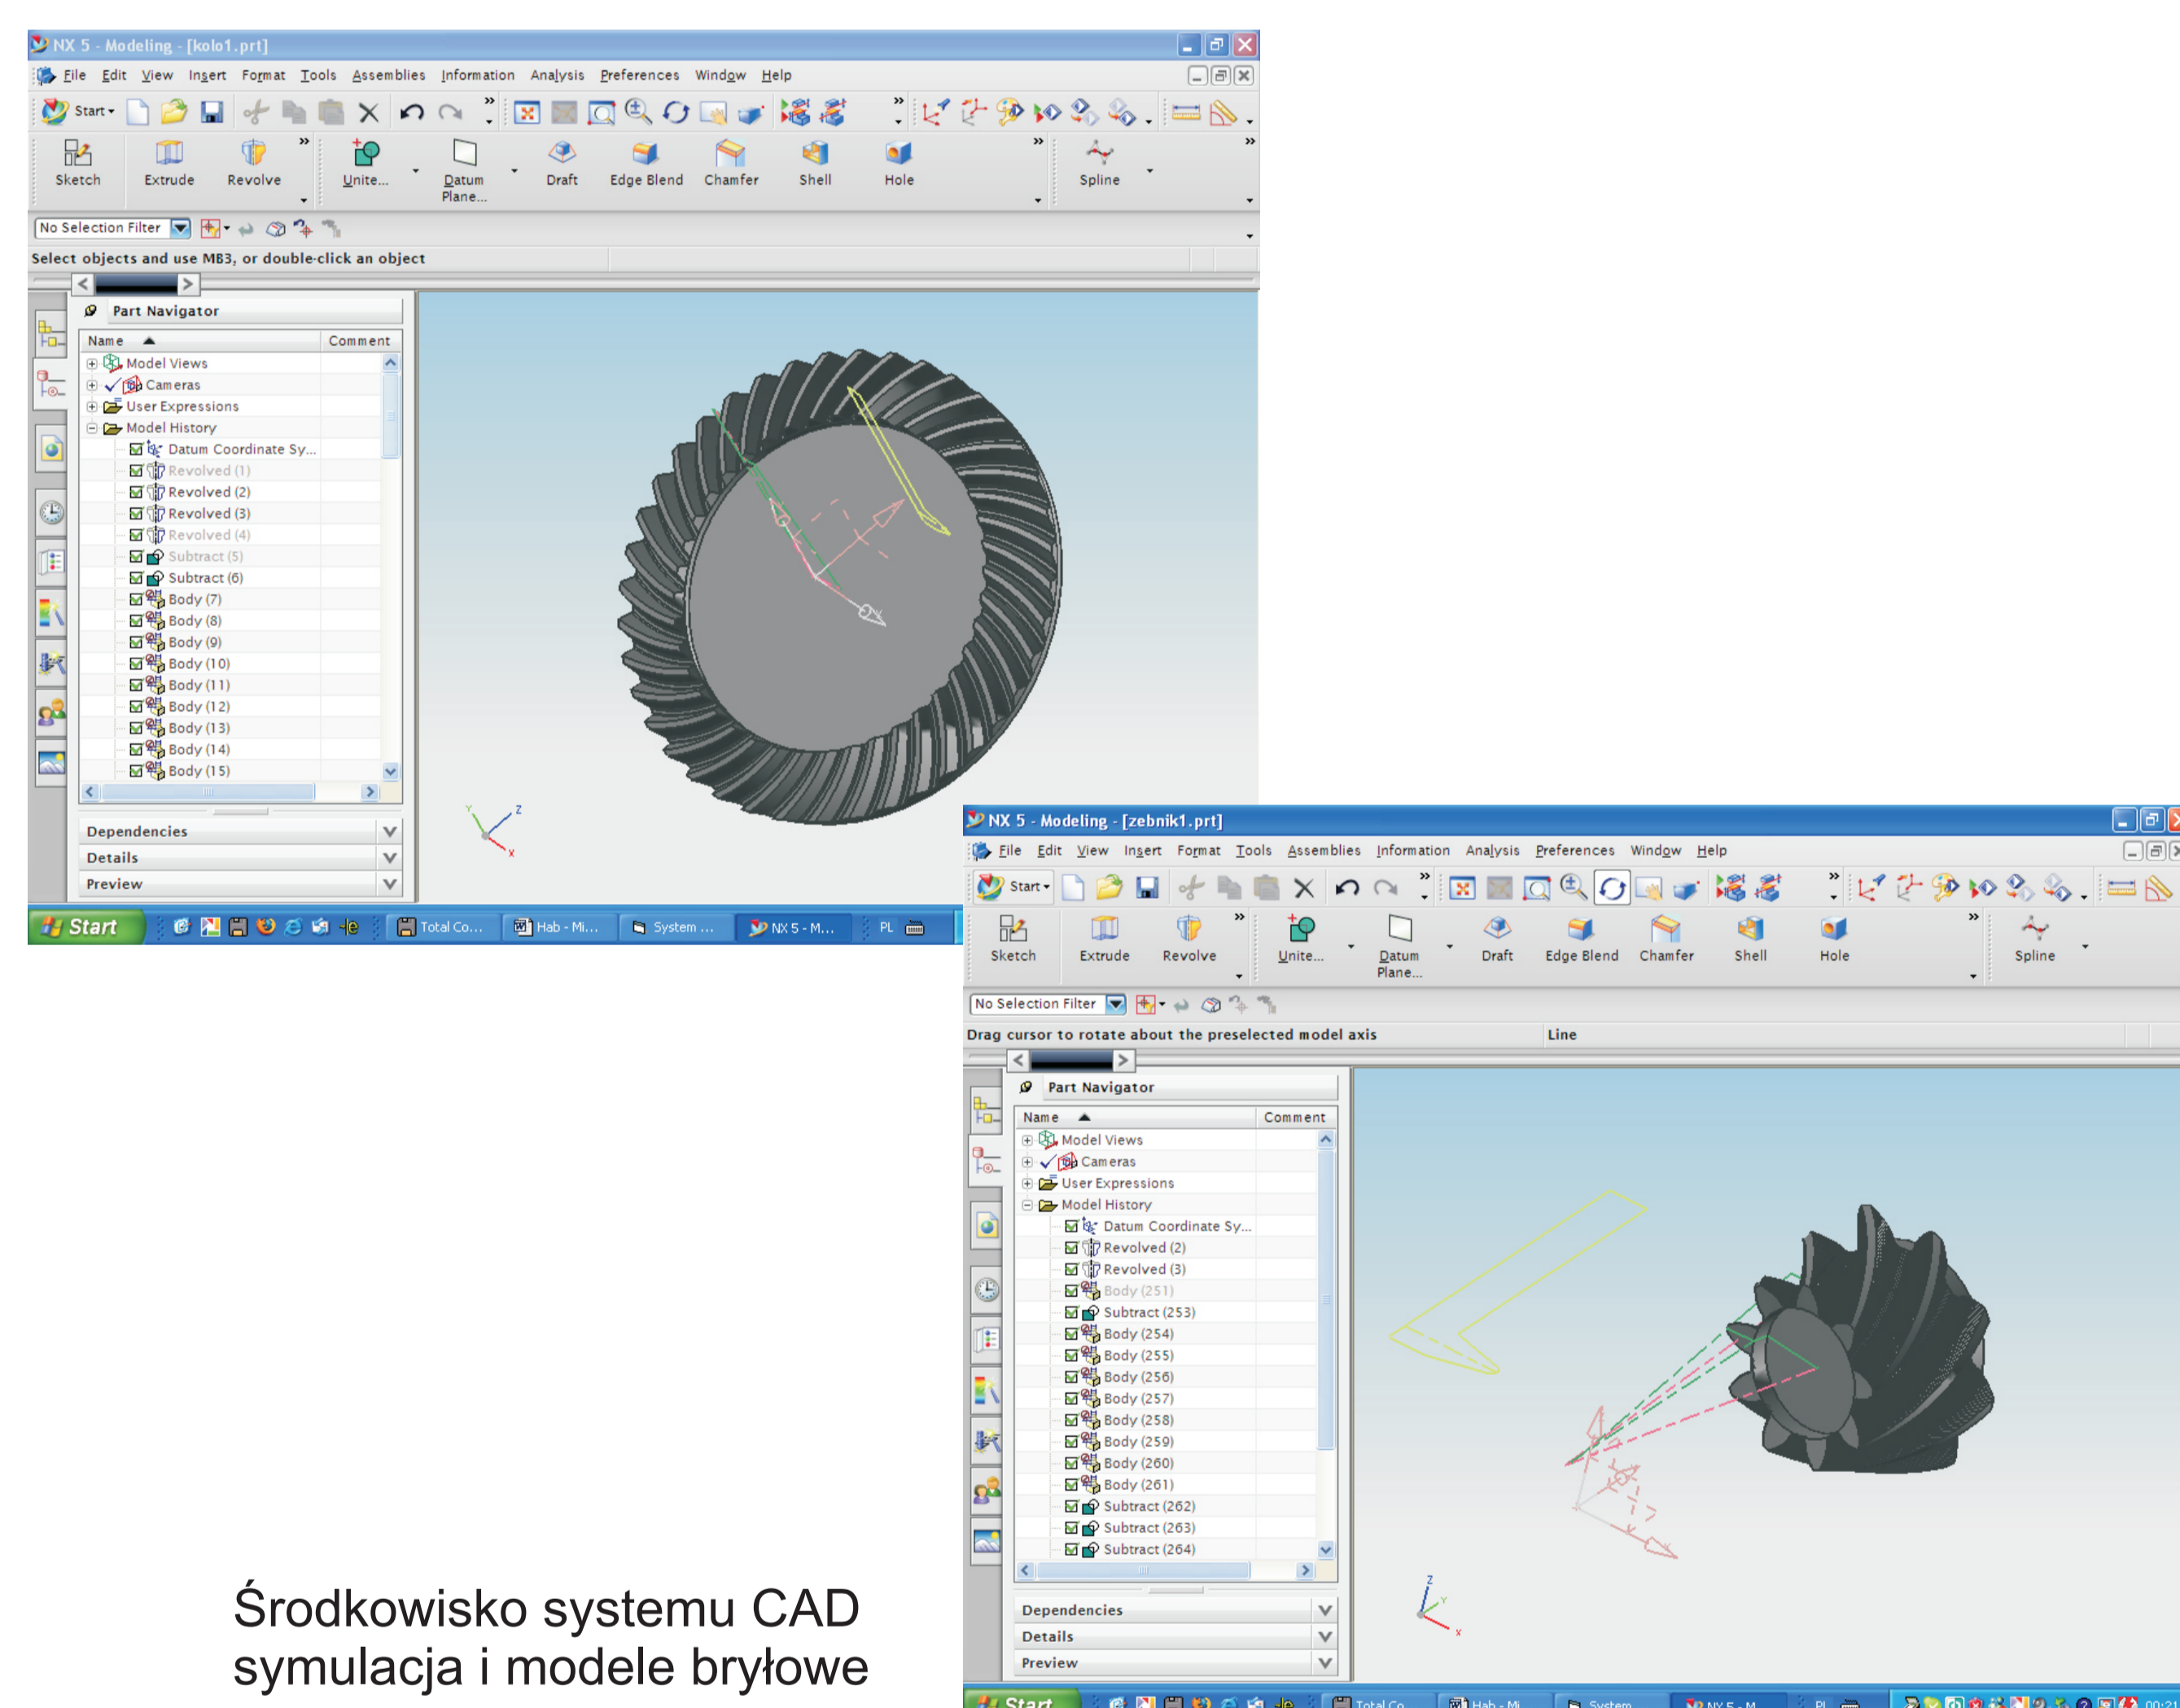 NX 5 - Modeling - [kolo1.prt]
File Edit View Insert Format Tools Assemblies Information Analysis Preferences Window Help
Start
Sketch Extrude Revolve Unite... Datum Plane... Draft Edge Blend Chamfer Shell Hole Spline
No Selection Filter
Select objects and use MB3, or double-click an object
Part Navigator
Name Comment
Model Views
Cameras
User Expressions
Model History
Datum Coordinate Sy...
Revolved (1)
Revolved (2)
Revolved (3)
Revolved (4)
Subtract (5)
Subtract (6)
Body (7)
Body (8)
Body (9)
Body (10)
Body (11)
Body (12)
Body (13)
Body (14)
Body (15)
Dependencies
Details
Preview
Y Z
X
Start Total Co... Hab - Mi... System ... NX 5 - M... PL
NX 5 - Modeling - [zebnik1.prt]
File Edit View Insert Format Tools Assemblies Information Analysis Preferences Window Help
Start
Sketch Extrude Revolve Unite... Datum Plane... Draft Edge Blend Chamfer Shell Hole Spline
No Selection Filter
Drag cursor to rotate about the preselected model axis Line
Part Navigator
Name Comment
Model Views
Cameras
User Expressions
Model History
Datum Coordinate Sy...
Revolved (2)
Revolved (3)
Body (251)
Subtract (253)
Body (254)
Body (255)
Body (256)
Body (257)
Body (258)
Body (259)
Body (260)
Body (261)
Subtract (262)
Subtract (263)
Subtract (264)
Dependencies
Details
Preview
Z
Y
X
Start Total Co... Hab - Mi... System ... NX 5 - M... PL
Środkowisko systemu CAD
symulacja i modele bryłowe